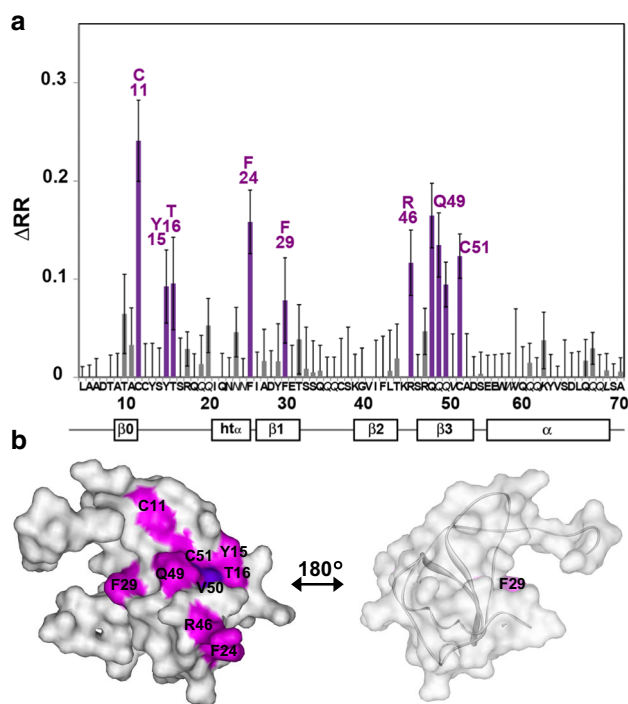 a
0.3
0.2
0.1
0
ΔRR
C
11
Y
15
T
16
F
24
F
29
R
46
Q49
C51
LAADTATACCYSYTSRQQQIQNNVFIADYFETSSQQQCSKGVIFLTKRSRQQQVCADSEEWVQQQKYVSDLQQQLSA
10 20 30 40 50 60 70
β0 htα β1 β2 β3 α
b
C11
C51 Y15
F29 Q49 T16
V50
R46
F24
180°
F29